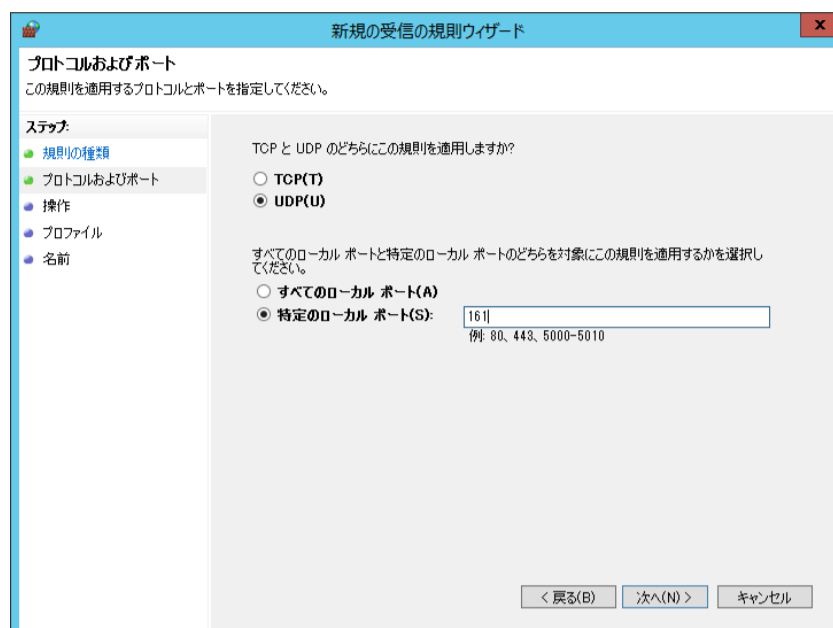 新規の受信の規則ウィザード
x
プロトコルおよびポート
この規則を適用するプロトコルとポートを指定してください。
ステップ:
規則の種類
プロトコルおよびポート
操作
プロファイル
名前
TCP と UDP のどちらにこの規則を適用しますか?
TCP(T)
UDP(U)
すべてのローカル ポートと特定のローカル ポートのどちらを対象にこの規則を適用するかを選択し
てください。
すべてのローカル ポート(A)
特定のローカル ポート(S):
161
例: 80、443、5000-5010
< 戻る(B)
次へ(N) >
キャンセル